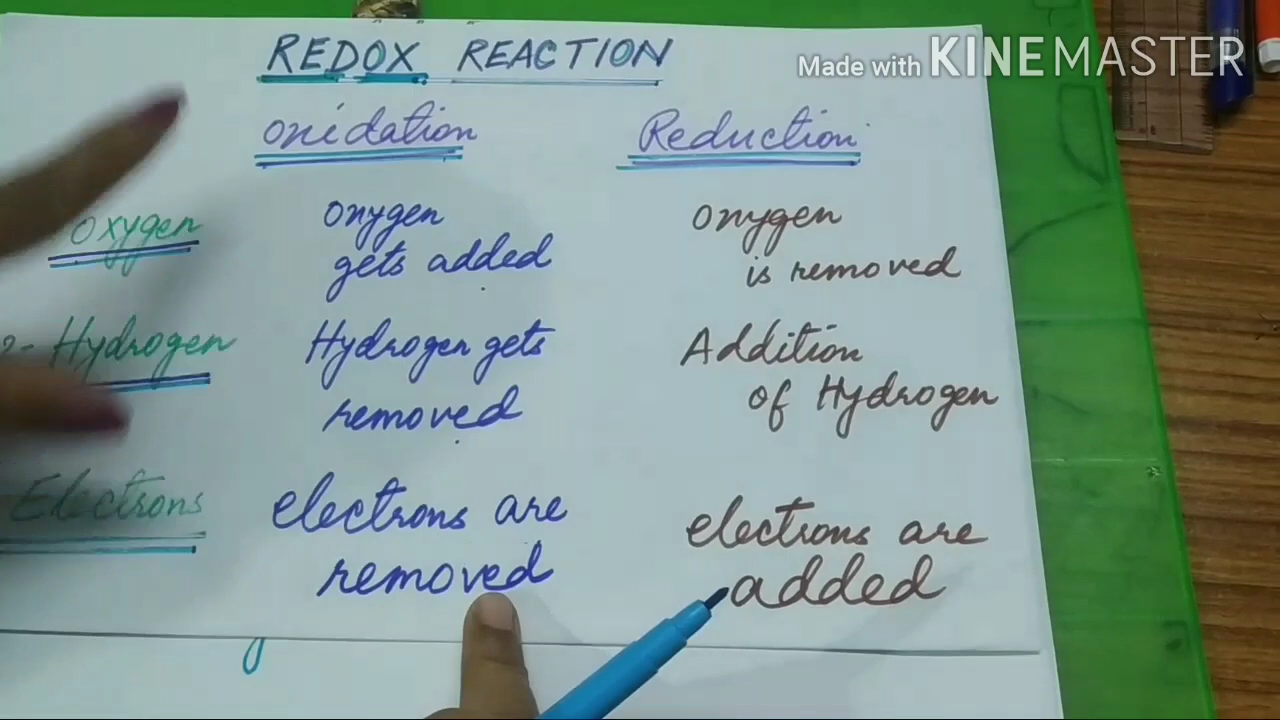 REDOX REACTION
Made with KINEMASTER
Oxidation
Reduction
Oxygen
Oxygen
gets added
Oxygen
is removed
2- Hydrogen
Hydrogen gets
removed
Addition
of Hydrogen
Electrons
electrons are
removed
electrons are
added